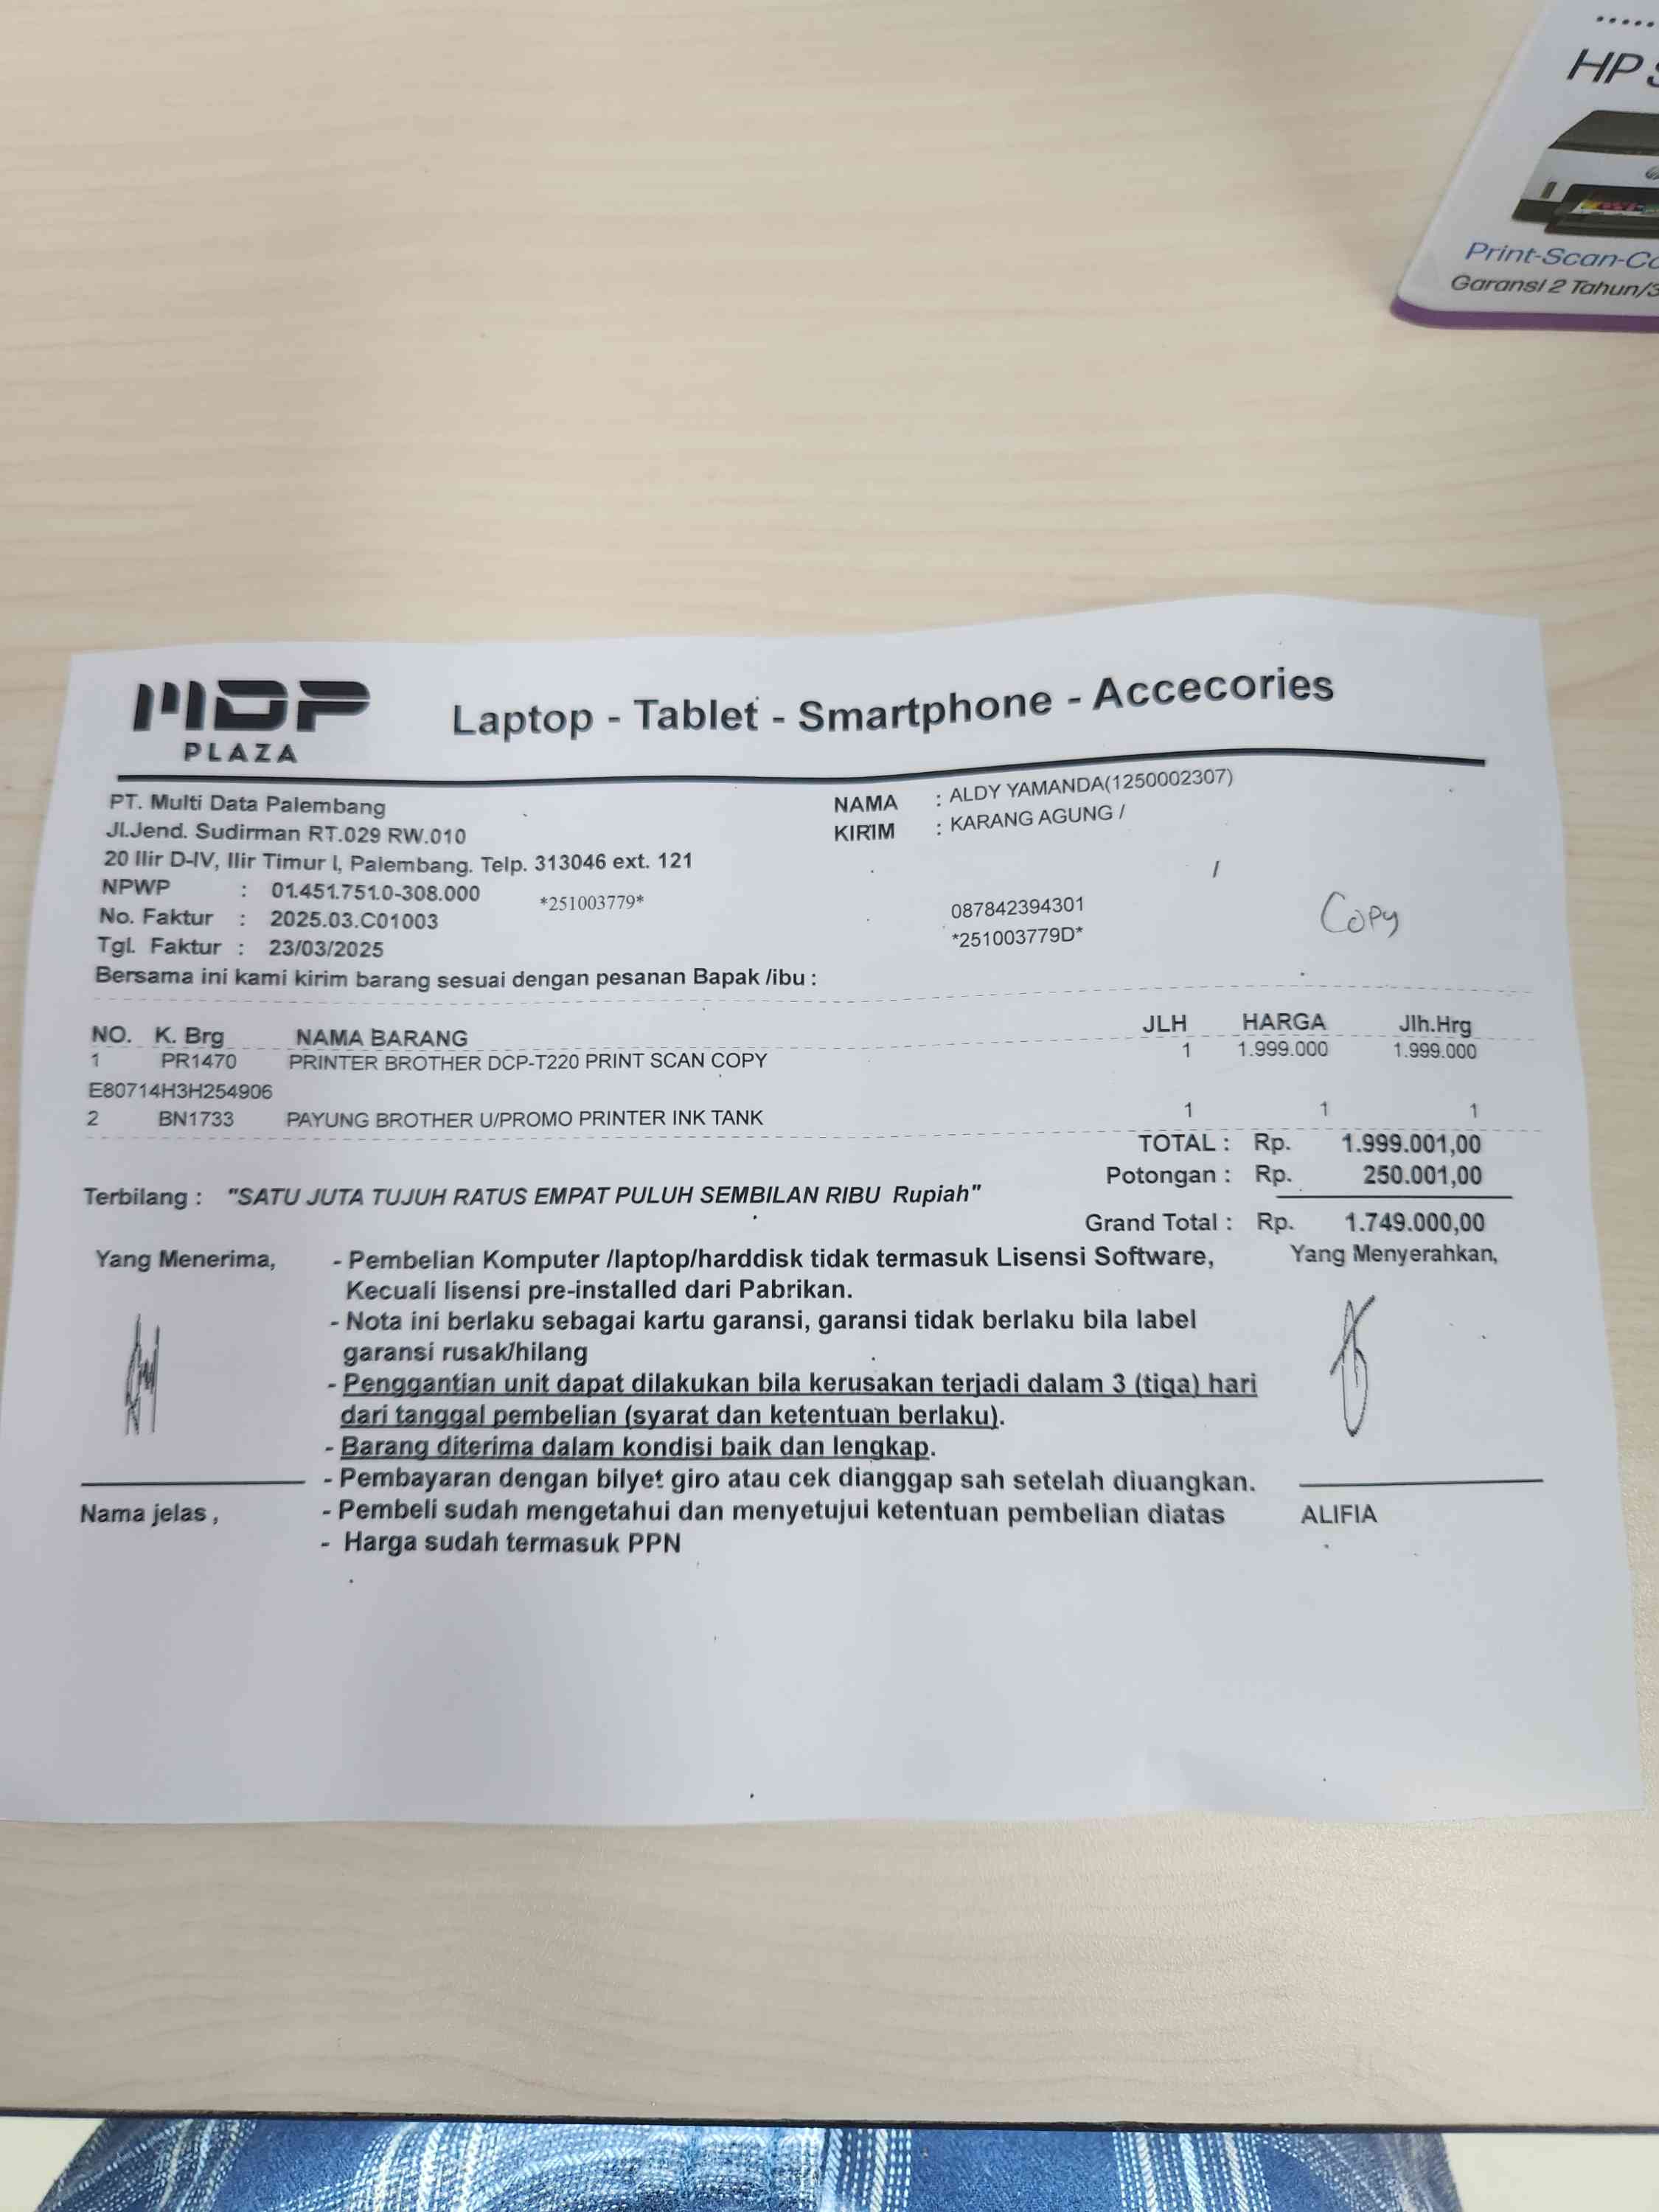 HP
Print-Scan-Co
Garansi 2 Tahun/3
MDP
PLAZA
Laptop - Tablet - Smartphone - Accecories
PT. Multi Data Palembang
Jl.Jend. Sudirman RT.029 RW.010
20 Ilir D-IV, Ilir Timur I, Palembang. Telp. 313046 ext. 121
NPWP : 01.451.751.0-308.000 *251003779*
No. Faktur : 2025.03.C01003
Tgl. Faktur : 23/03/2025
NAMA : ALDY YAMANDA(1250002307)
KIRIM : KARANG AGUNG /
/
087842394301
*251003779D*
Copy
Bersama ini kami kirim barang sesuai dengan pesanan Bapak /ibu :
NO. K. Brg NAMA BARANG JLH HARGA Jlh.Hrg
1 PR1470 PRINTER BROTHER DCP-T220 PRINT SCAN COPY 1 1.999.000 1.999.000
E80714H3H254906
2 BN1733 PAYUNG BROTHER U/PROMO PRINTER INK TANK 1 1 1
TOTAL : Rp. 1.999.001,00
Potongan : Rp. 250.001,00
Terbilang : "SATU JUTA TUJUH RATUS EMPAT PULUH SEMBILAN RIBU Rupiah"
Grand Total : Rp. 1.749.000,00
Yang Menerima,
- Pembelian Komputer /laptop/harddisk tidak termasuk Lisensi Software,
Kecuali lisensi pre-installed dari Pabrikan.
- Nota ini berlaku sebagai kartu garansi, garansi tidak berlaku bila label
garansi rusak/hilang
- Penggantian unit dapat dilakukan bila kerusakan terjadi dalam 3 (tiga) hari
dari tanggal pembelian (syarat dan ketentuan berlaku).
- Barang diterima dalam kondisi baik dan lengkap.
- Pembayaran dengan bilyet giro atau cek dianggap sah setelah diuangkan.
- Pembeli sudah mengetahui dan menyetujui ketentuan pembelian diatas
- Harga sudah termasuk PPN
Nama jelas ,
Yang Menyerahkan,
ALIFIA